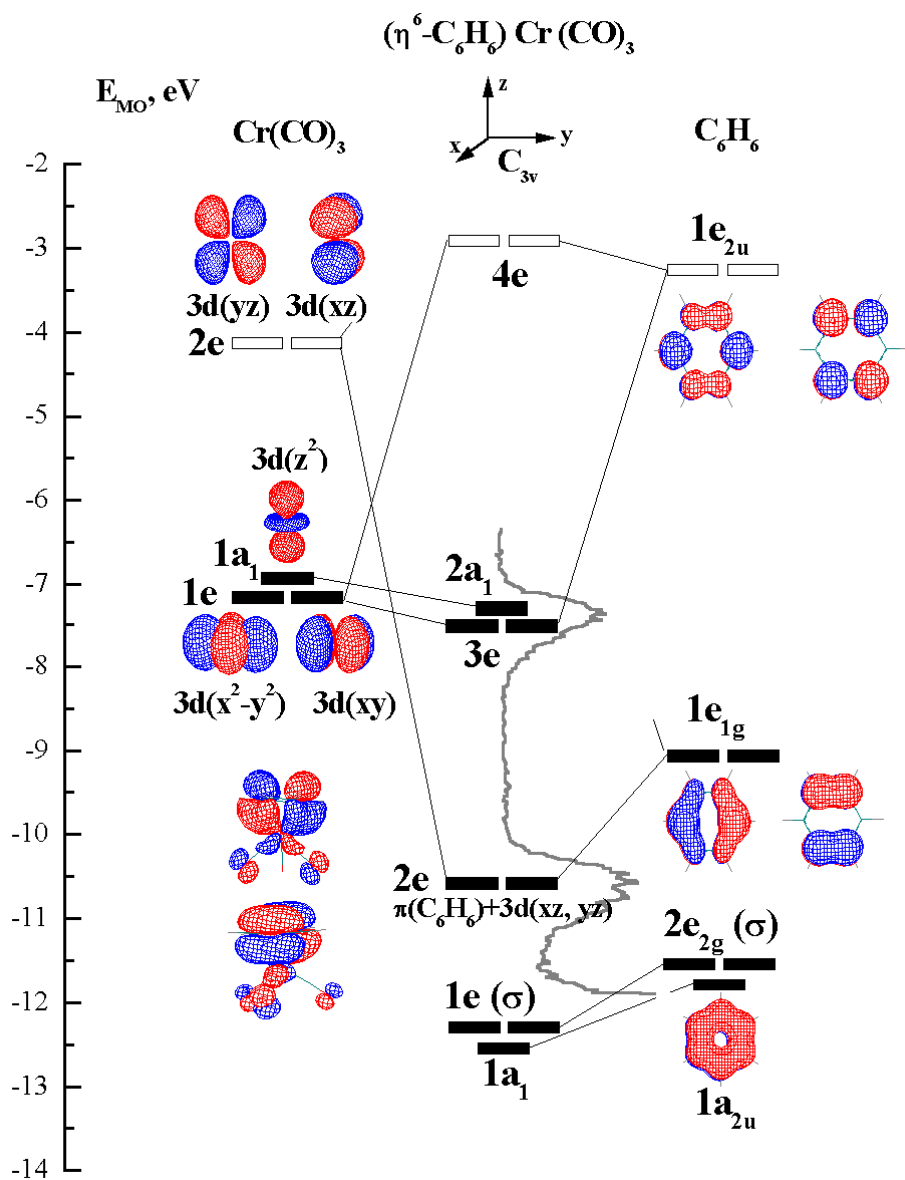 (η⁶-C₆H₆) Cr (CO)₃
E_MO, eV
z
Cr(CO)₃
C₆H₆
x
y
C₃ᵥ
-2
1e₂ᵤ
-3
4e
3d(yz) 3d(xz)
-4
2e
-5
3d(z²)
-6
1a₁
2a₁
-7
1e
3e
-8
3d(x²-y²) 3d(xy)
1e₁g
-9
-10
2e
π(C₆H₆)+3d(xz, yz)
-11
2e₂g (σ)
-12
1e (σ)
1a₁
-13
1a₂ᵤ
-14